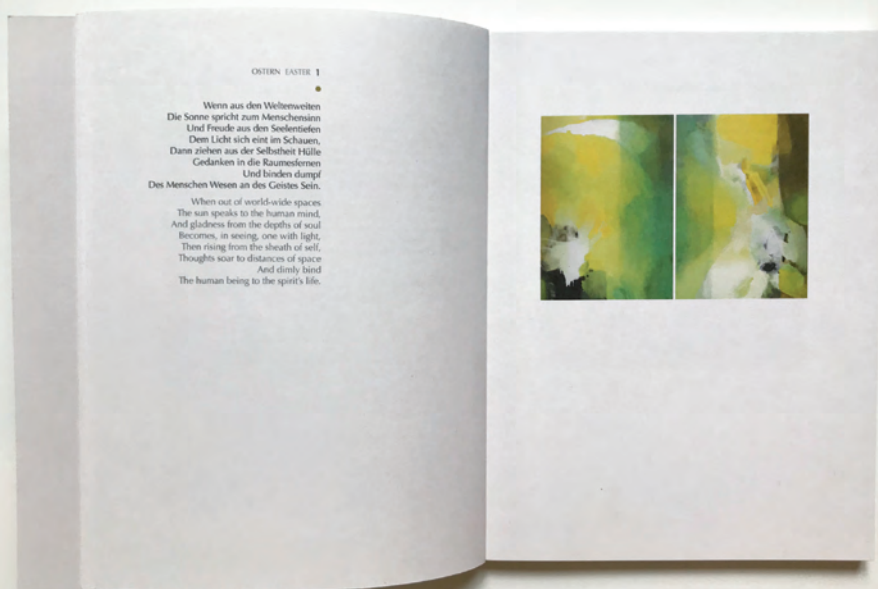 OSTERN EASTER 1
Wenn aus den Weltenweiten
Die Sonne spricht zum Menschensinn
Und Freude aus den Seelentiefen
Dem Licht sich eint im Schauen,
Dann ziehen aus der Selbstheit Hülle
Gedanken in die Raumesfernen
Und binden dumpf
Des Menschen Wesen an des Geistes Sein.
When out of world-wide spaces
The sun speaks to the human mind,
And gladness from the depths of soul
Becomes, in seeing, one with light,
Then rising from the sheath of self,
Thoughts soar to distances of space
And dimly bind
The human being to the spirit's life.